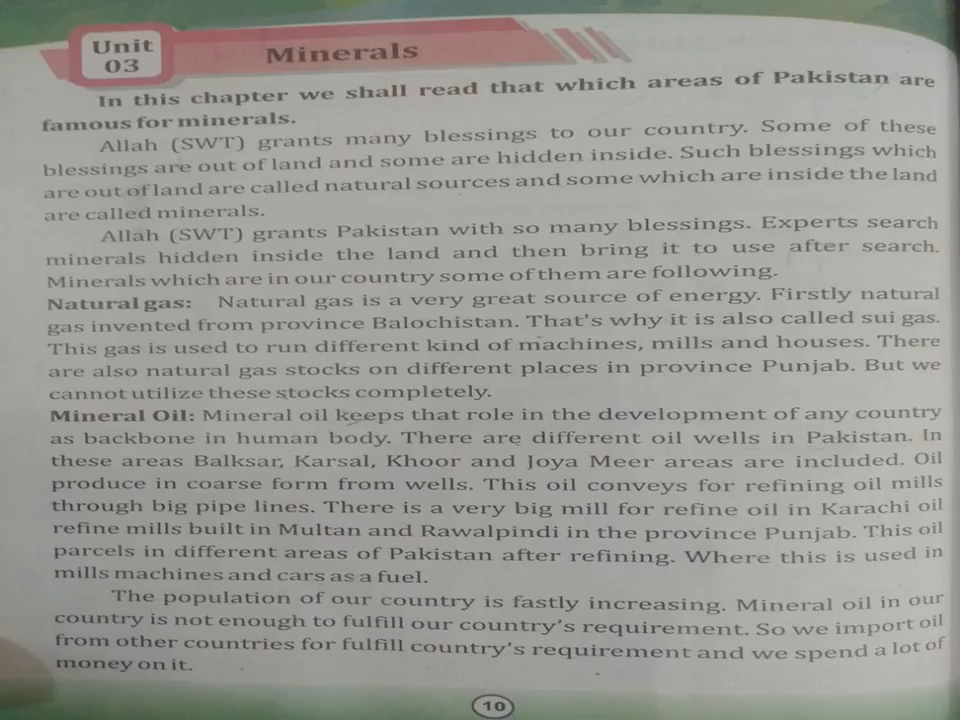 Unit
03
Minerals
In this chapter we shall read that which areas of Pakistan are
famous for minerals.
Allah (SWT) grants many blessings to our country. Some of these
blessings are out of land and some are hidden inside. Such blessings which
are out of land are called natural sources and some which are inside the land
are called minerals.
Allah (SWT) grants Pakistan with so many blessings. Experts search
minerals hidden inside the land and then bring it to use after search.
Minerals which are in our country some of them are following.
Natural gas: Natural gas is a very great source of energy. Firstly natural
gas invented from province Balochistan. That's why it is also called sui gas.
This gas is used to run different kind of machines, mills and houses. There
are also natural gas stocks on different places in province Punjab. But we
cannot utilize these stocks completely.
Mineral Oil: Mineral oil keeps that role in the development of any country
as backbone in human body. There are different oil wells in Pakistan. In
these areas Balksar, Karsal, Khoor and Joya Meer areas are included. Oil
produce in coarse form from wells. This oil conveys for refining oil mills
through big pipe lines. There is a very big mill for refine oil in Karachi oil
refine mills built in Multan and Rawalpindi in the province Punjab. This oil
parcels in different areas of Pakistan after refining. Where this is used in
mills machines and cars as a fuel.
The population of our country is fastly increasing. Mineral oil in our
country is not enough to fulfill our country's requirement. So we import oil
from other countries for fulfill country's requirement and we spend a lot of
money on it.
10